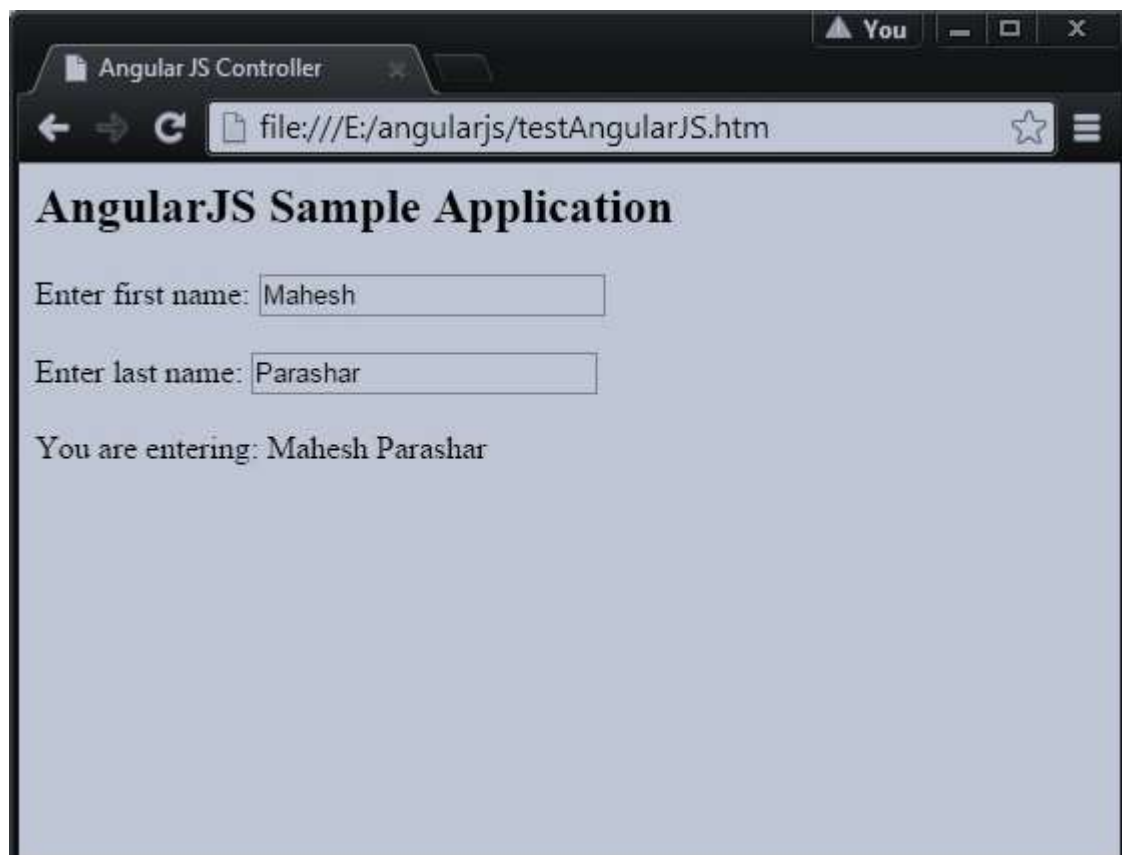 You
Angular JS Controller
file:///E:/angularjs/testAngularJS.htm
AngularJS Sample Application
Enter first name: Mahesh
Enter last name: Parashar
You are entering: Mahesh Parashar